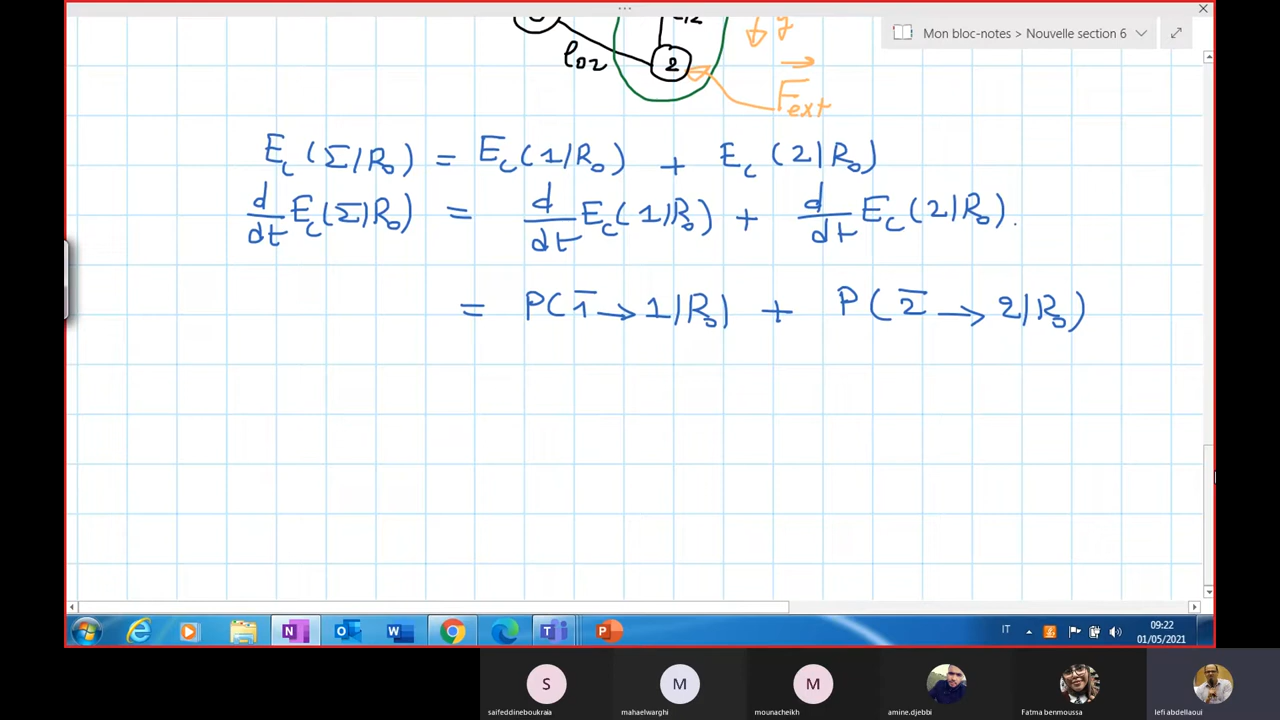 Mon bloc-notes > Nouvelle section 6
y
l02
2
F ext
Ec (Σ/R0) = Ec (1/R0) + Ec (2/R0)
d/dt Ec (Σ/R0) = d/dt Ec (1/R0) + d/dt Ec (2/R0).
= P(1̅ → 1/R0) + P(2̅ → 2/R0)
IT
09:22
01/05/2021
S
M
M
saifeddineboukraia
mahaelwarghi
mounacheikh
amine.djebbi
Fatma benmoussa
lefi abdellaoui